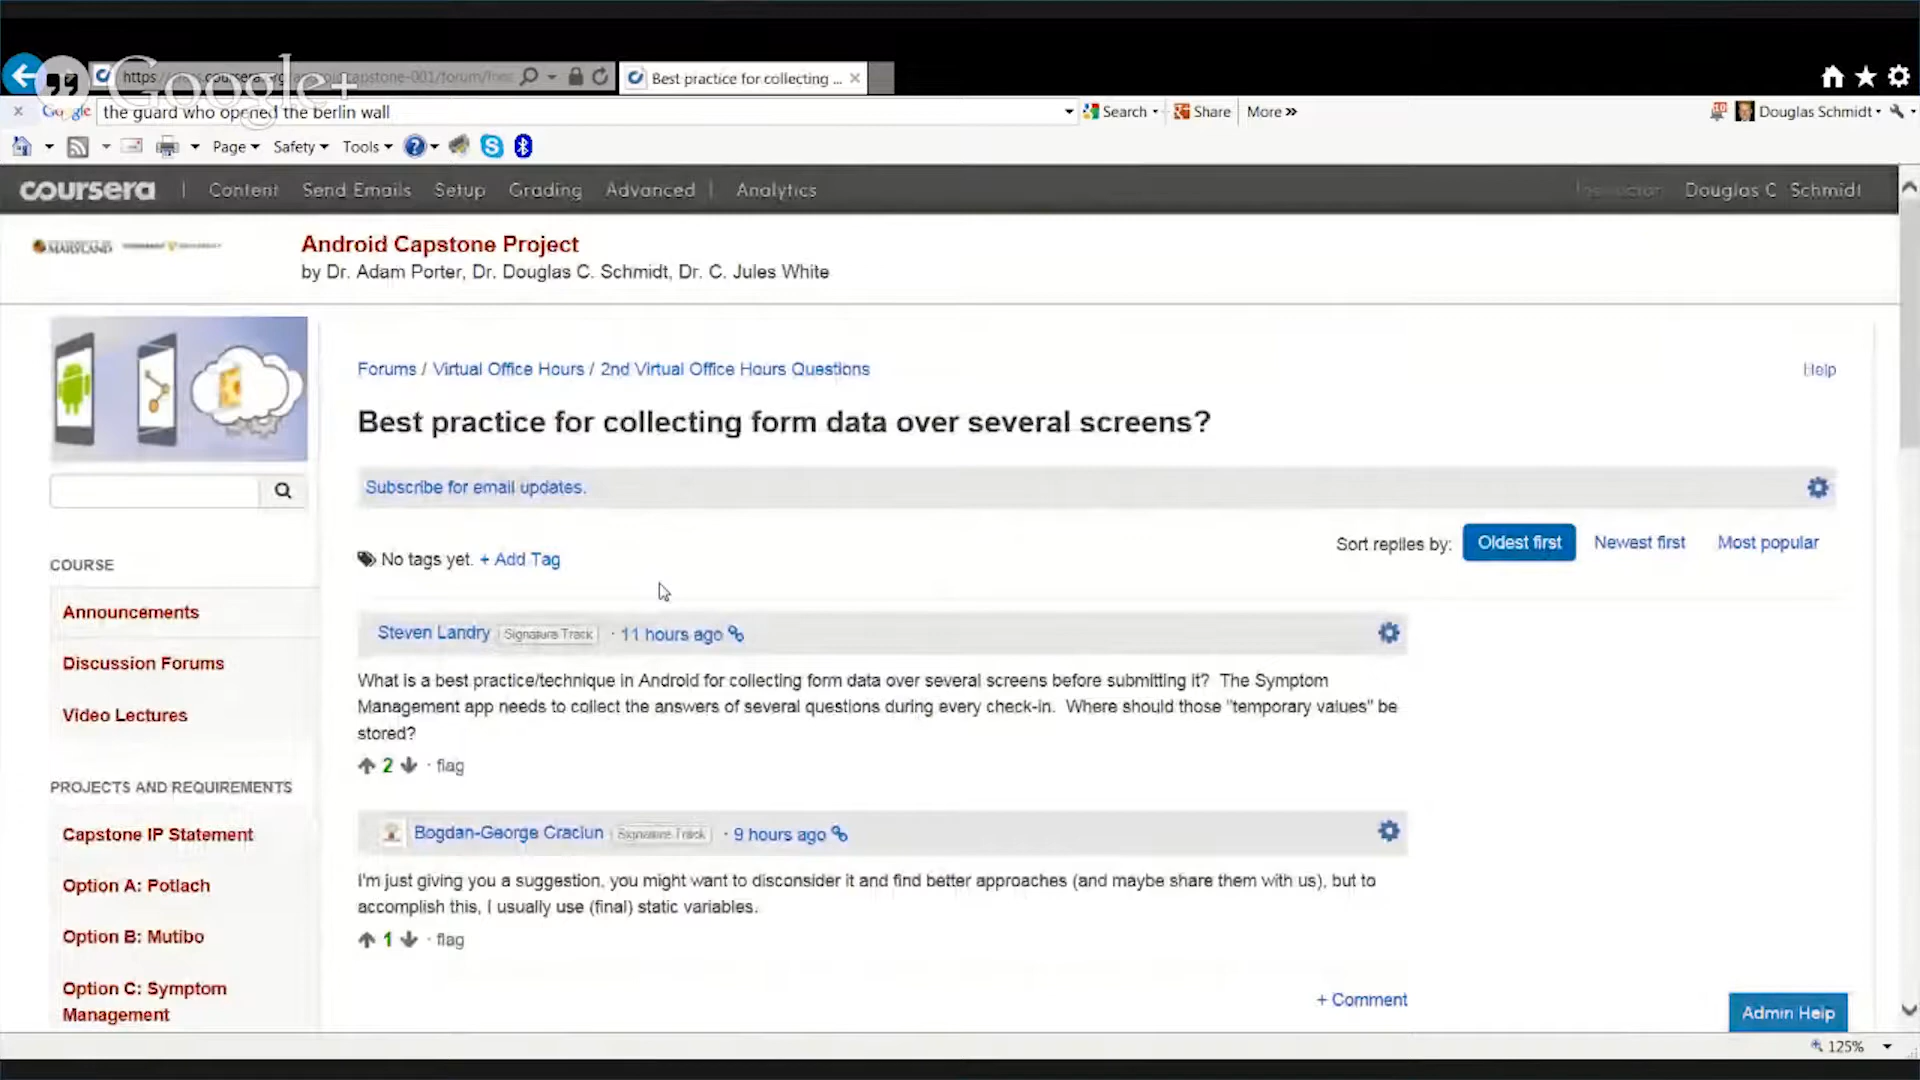 Google+
Best practice for collecting ...
Google
the guard who opened the berlin wall
Search
Share
More »
Douglas Schmidt
Page
Safety
Tools
coursera
Content
Send Emails
Setup
Grading
Advanced
Analytics
Douglas C Schmidt
MARYLAND
Android Capstone Project
by Dr. Adam Porter, Dr. Douglas C. Schmidt, Dr. C. Jules White
Forums / Virtual Office Hours / 2nd Virtual Office Hours Questions
Help
Best practice for collecting form data over several screens?
Subscribe for email updates.
No tags yet. + Add Tag
Sort replies by:
Oldest first
Newest first
Most popular
COURSE
Announcements
Discussion Forums
Video Lectures
PROJECTS AND REQUIREMENTS
Capstone IP Statement
Option A: Potlach
Option B: Mutibo
Option C: Symptom
Management
Steven Landry Signature Track · 11 hours ago
What is a best practice/technique in Android for collecting form data over several screens before submitting it? The Symptom
Management app needs to collect the answers of several questions during every check-in. Where should those "temporary values" be
stored?
2 · flag
Bogdan-George Craciun Signature Track · 9 hours ago
I'm just giving you a suggestion, you might want to disconsider it and find better approaches (and maybe share them with us), but to
accomplish this, I usually use (final) static variables.
1 · flag
+ Comment
Admin Help
125%